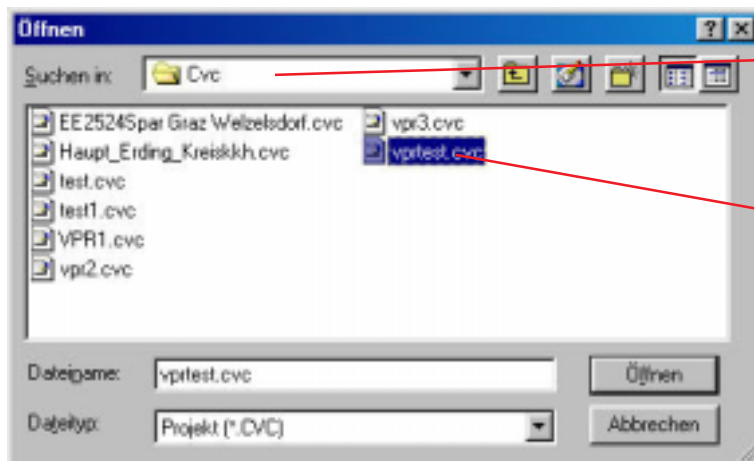 Öffnen
Suchen in: Cvc
EE2524Spar Graz Welzelsdorf.cvc
Haupt_Erding_Kreiskkh.cvc
test.cvc
test1.cvc
VPR1.cvc
vpr2.cvc
vpr3.cvc
vprtest.cvc
Dateiname: vprtest.cvc
Öffnen
Dateityp: Projekt (*.CVC)
Abbrechen